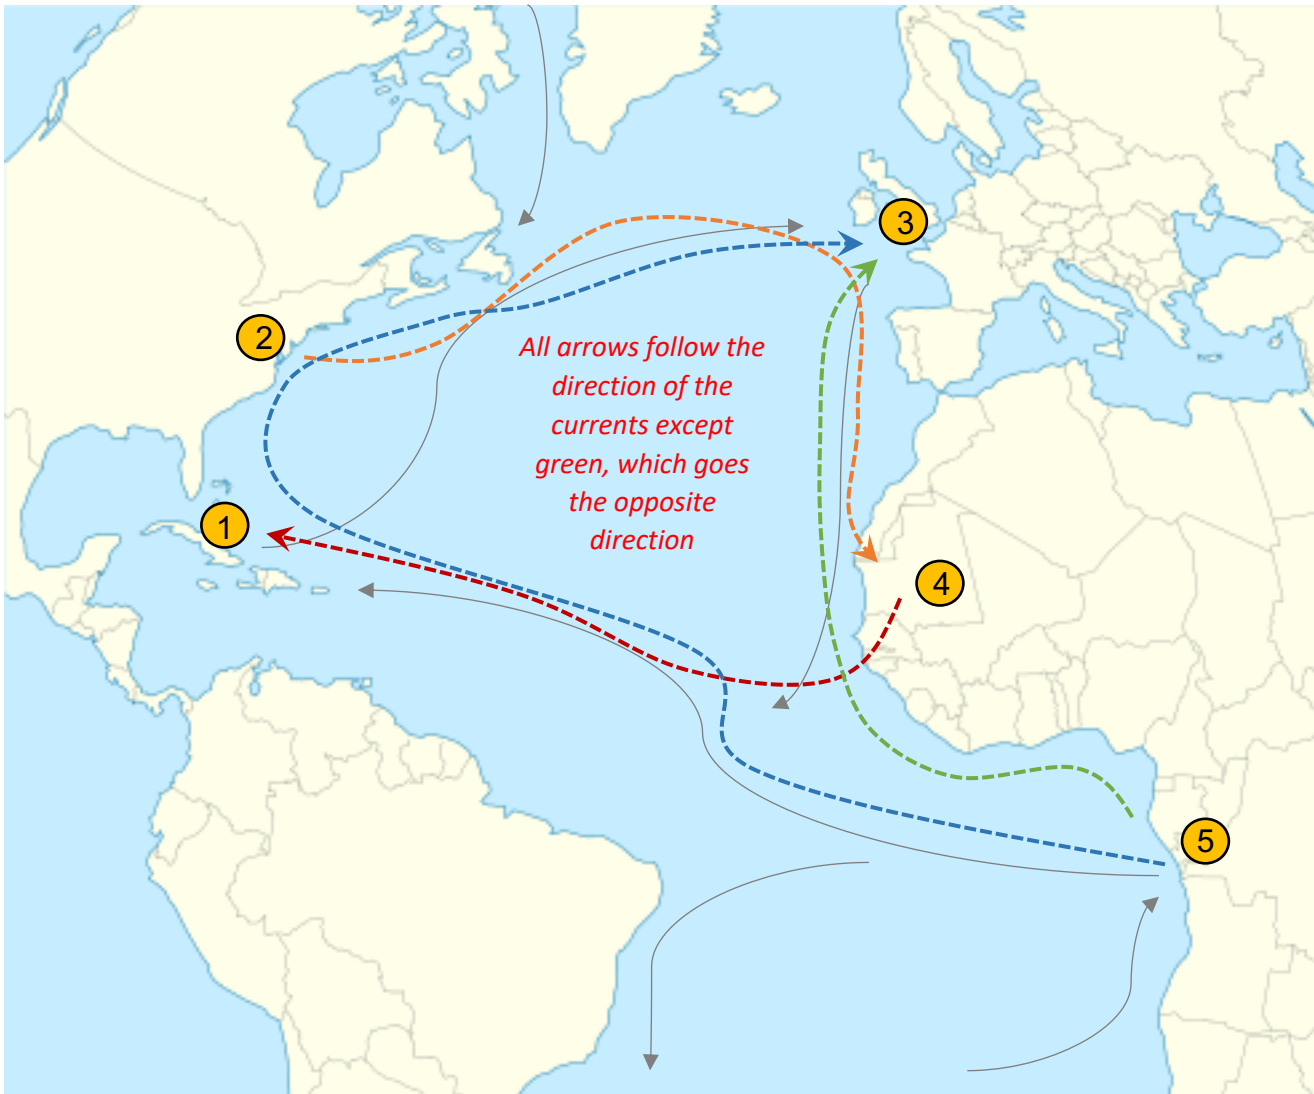 3
2
All arrows follow the
direction of the
currents except
green, which goes
the opposite
direction
1
4
5